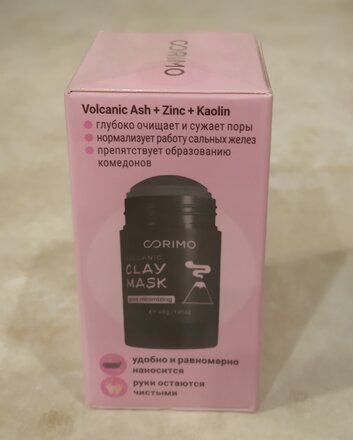 CORIMO
Volcanic Ash + Zinc + Kaolin
глубоко очищает и сужает поры
нормализует работу сальных желез
препятствует образованию
комедонов
CORIMO
VOLCANIC
CLAY
MASK
pore minimizing
удобно и равномерно
наносится
руки остаются
чистыми